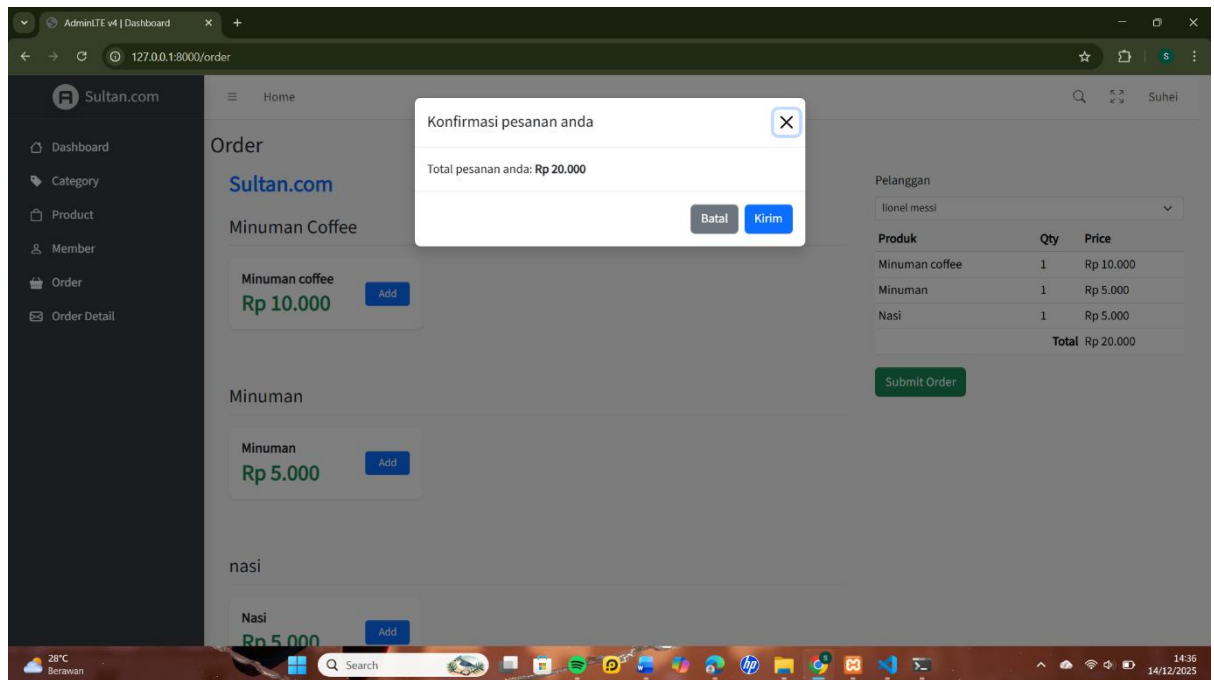 AdminLTE v4 | Dashboard
127.0.0.1:8000/order
S
Sultan.com
Home
Suhei
Dashboard
Category
Product
Member
Order
Order Detail
Order
Sultan.com
Minuman Coffee
Minuman coffee
Rp 10.000
Add
Minuman
Minuman
Rp 5.000
Add
nasi
Nasi
Rp 5.000
Add
Konfirmasi pesanan anda
Total pesanan anda: Rp 20.000
Batal Kirim
Pelanggan
lionel messi
Produk Qty Price
Minuman coffee 1 Rp 10.000
Minuman 1 Rp 5.000
Nasi 1 Rp 5.000
Total Rp 20.000
Submit Order
28°C
Berawan
Search
hp
14:36
14/12/2025